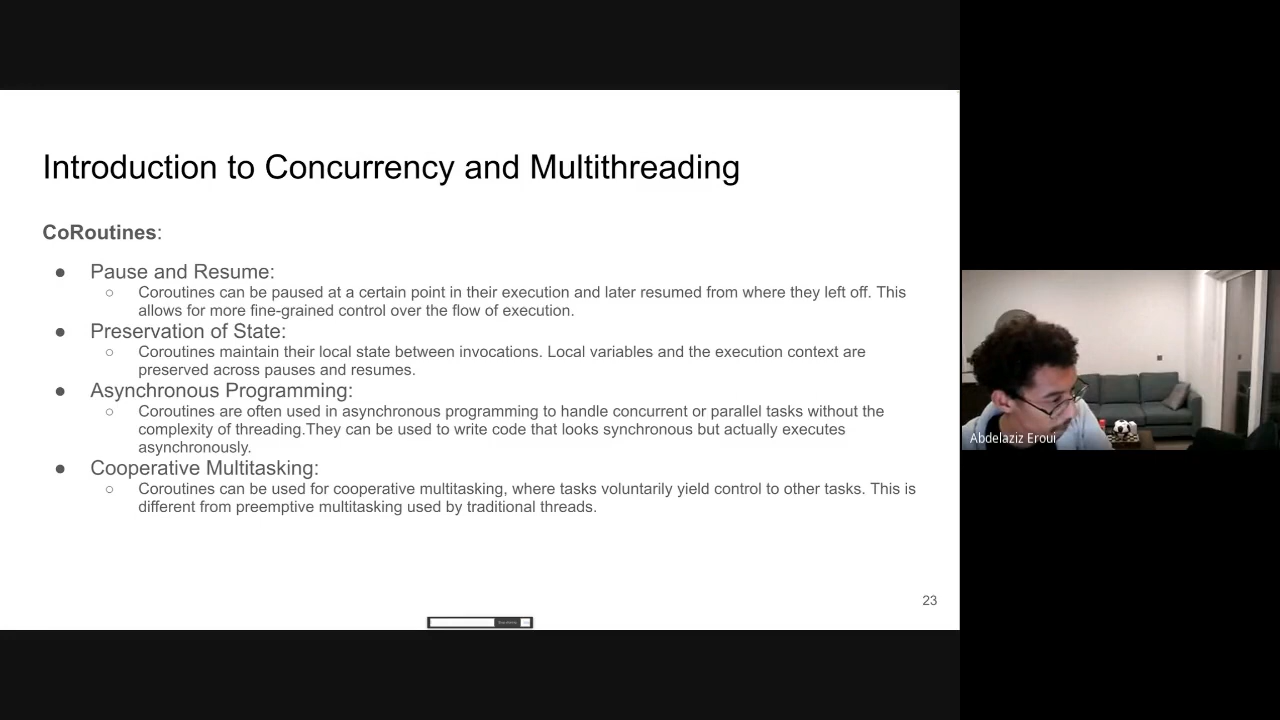 Introduction to Concurrency and Multithreading
CoRoutines:
● Pause and Resume:
○ Coroutines can be paused at a certain point in their execution and later resumed from where they left off. This
allows for more fine-grained control over the flow of execution.
● Preservation of State:
○ Coroutines maintain their local state between invocations. Local variables and the execution context are
preserved across pauses and resumes.
● Asynchronous Programming:
○ Coroutines are often used in asynchronous programming to handle concurrent or parallel tasks without the
complexity of threading.They can be used to write code that looks synchronous but actually executes
asynchronously.
● Cooperative Multitasking:
○ Coroutines can be used for cooperative multitasking, where tasks voluntarily yield control to other tasks. This is
different from preemptive multitasking used by traditional threads.
23
Abdelaziz Eroui